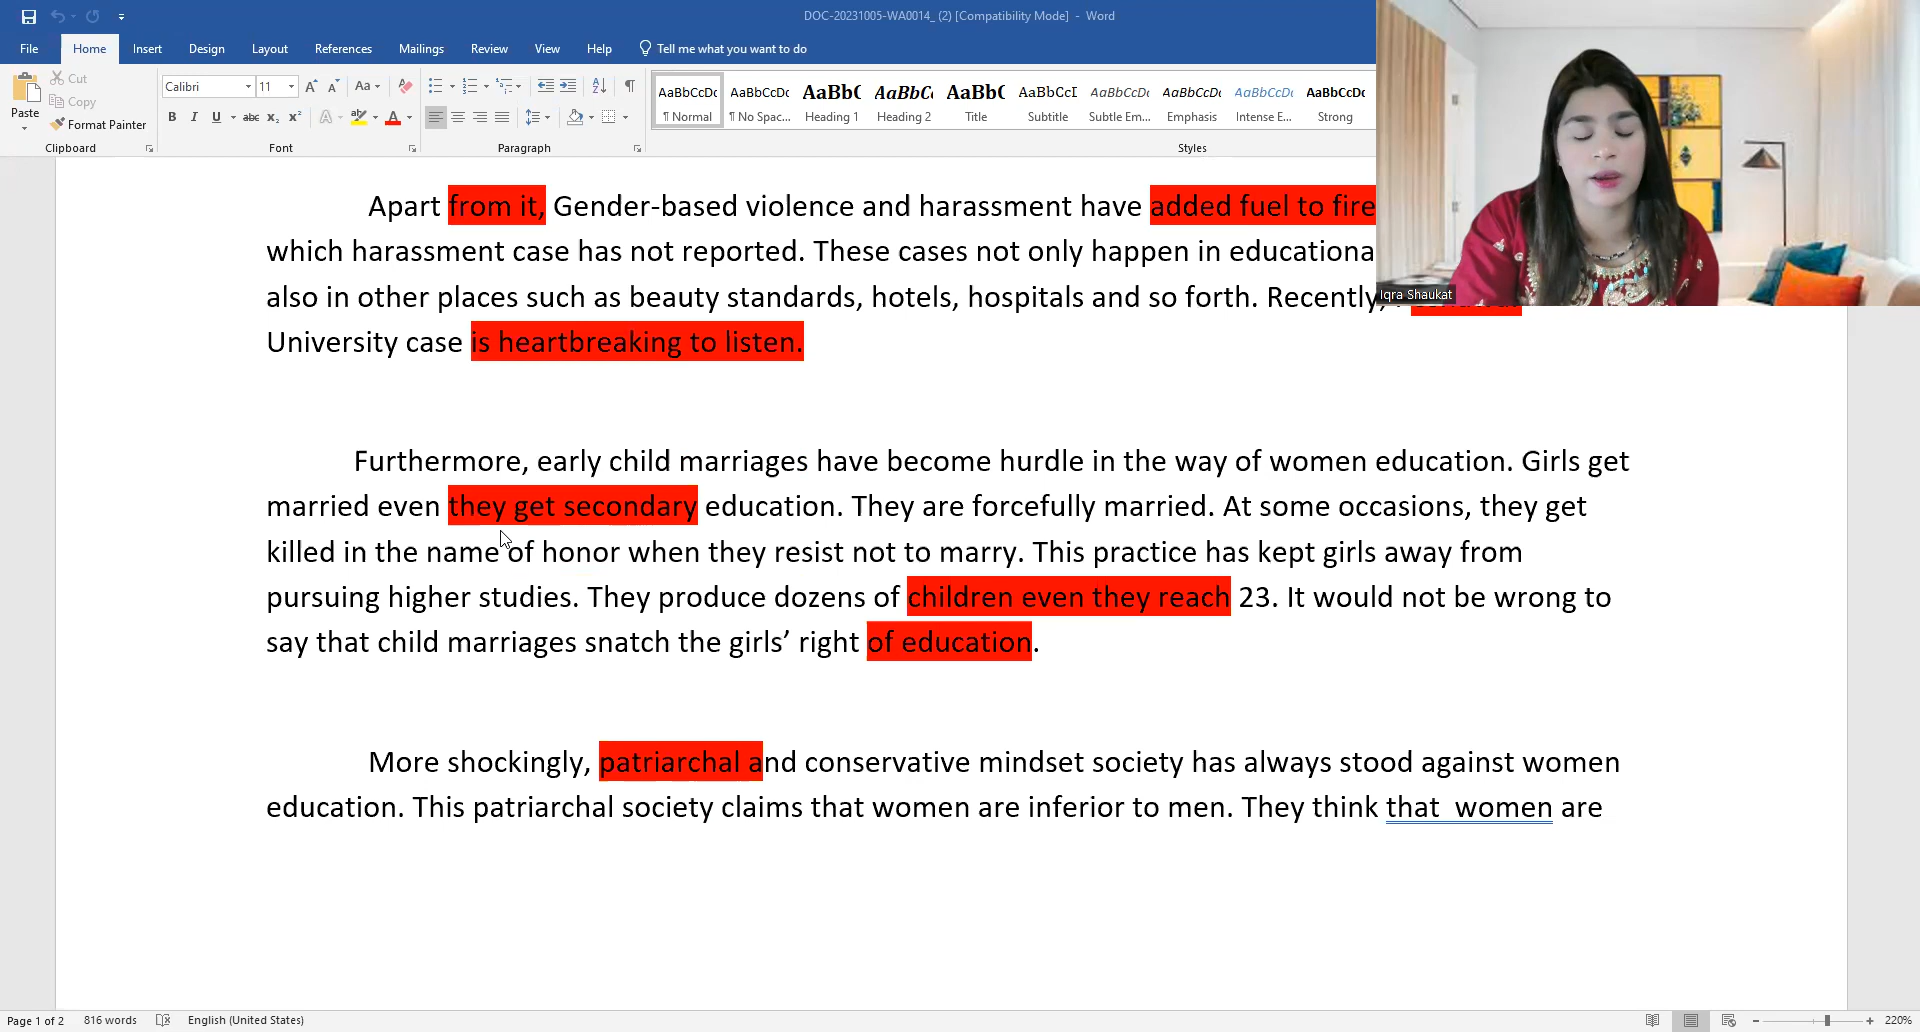 DOC-20231005-WA0014_ (2) [Compatibility Mode] - Word
File Home Insert Design Layout References Mailings Review View Help Tell me what you want to do
Paste Cut Copy Format Painter
Calibri 11 Aa
B I U abc X₂ X² A A
AaBbCcDc AaBbCcDc AaBbC AaBbC AaBbC AaBbCcI AaBbCcDc AaBbCcDc AaBbCcDc AaBbCcDc
¶ Normal ¶ No Spac... Heading 1 Heading 2 Title Subtitle Subtle Em... Emphasis Intense E... Strong
Clipboard Font Paragraph Styles
Iqra Shaukat
Apart from it, Gender-based violence and harassment have added fuel to fire
which harassment case has not reported. These cases not only happen in educationa
also in other places such as beauty standards, hotels, hospitals and so forth. Recently,
University case is heartbreaking to listen.
Furthermore, early child marriages have become hurdle in the way of women education. Girls get
married even they get secondary education. They are forcefully married. At some occasions, they get
killed in the name of honor when they resist not to marry. This practice has kept girls away from
pursuing higher studies. They produce dozens of children even they reach 23. It would not be wrong to
say that child marriages snatch the girls’ right of education.
More shockingly, patriarchal and conservative mindset society has always stood against women
education. This patriarchal society claims that women are inferior to men. They think that women are
Page 1 of 2 816 words English (United States) 220%